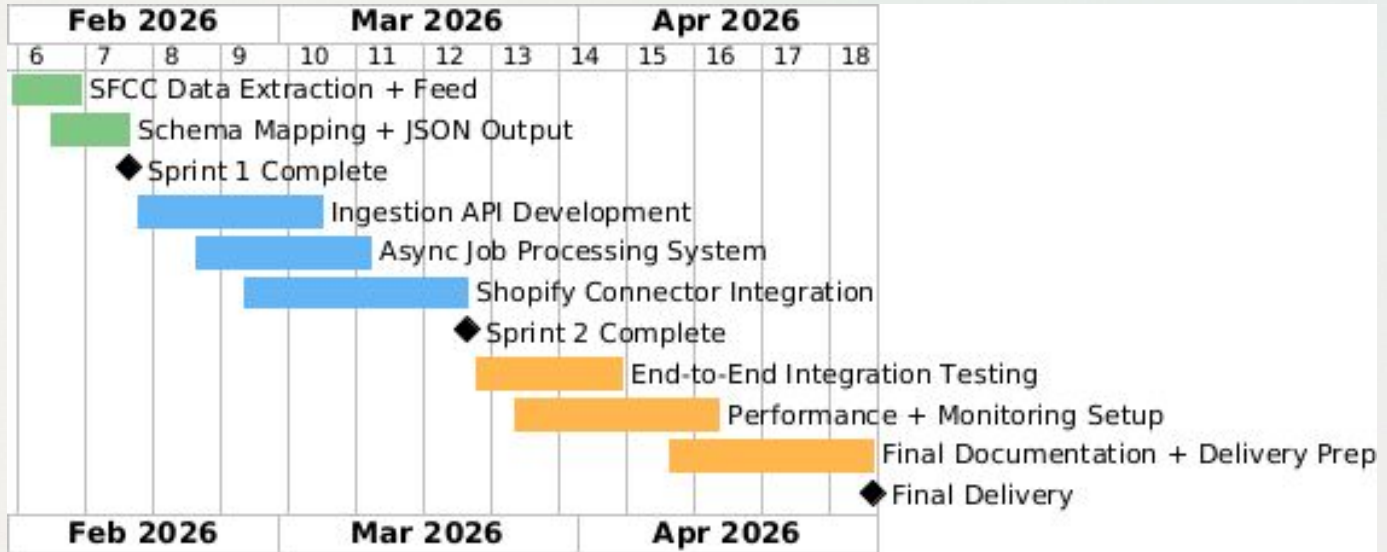 Feb 2026 Mar 2026 Apr 2026
6 7 8 9 10 11 12 13 14 15 16 17 18
SFCC Data Extraction + Feed
Schema Mapping + JSON Output
Sprint 1 Complete
Ingestion API Development
Async Job Processing System
Shopify Connector Integration
Sprint 2 Complete
End-to-End Integration Testing
Performance + Monitoring Setup
Final Documentation + Delivery Prep
Final Delivery
Feb 2026 Mar 2026 Apr 2026